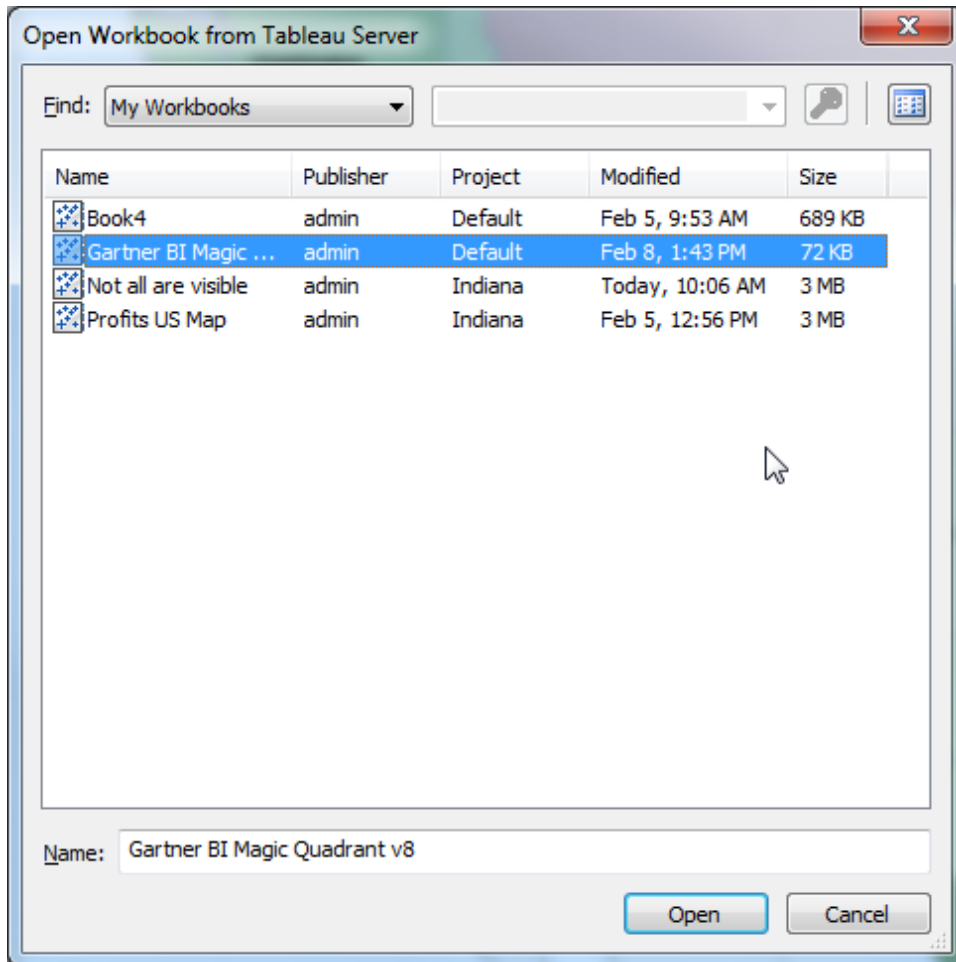 Open Workbook from Tableau Server
Find: My Workbooks
Name Publisher Project Modified Size
Book4 admin Default Feb 5, 9:53 AM 689 KB
Gartner BI Magic ... admin Default Feb 8, 1:43 PM 72 KB
Not all are visible admin Indiana Today, 10:06 AM 3 MB
Profits US Map admin Indiana Feb 5, 12:56 PM 3 MB
Name: Gartner BI Magic Quadrant v8
Open Cancel